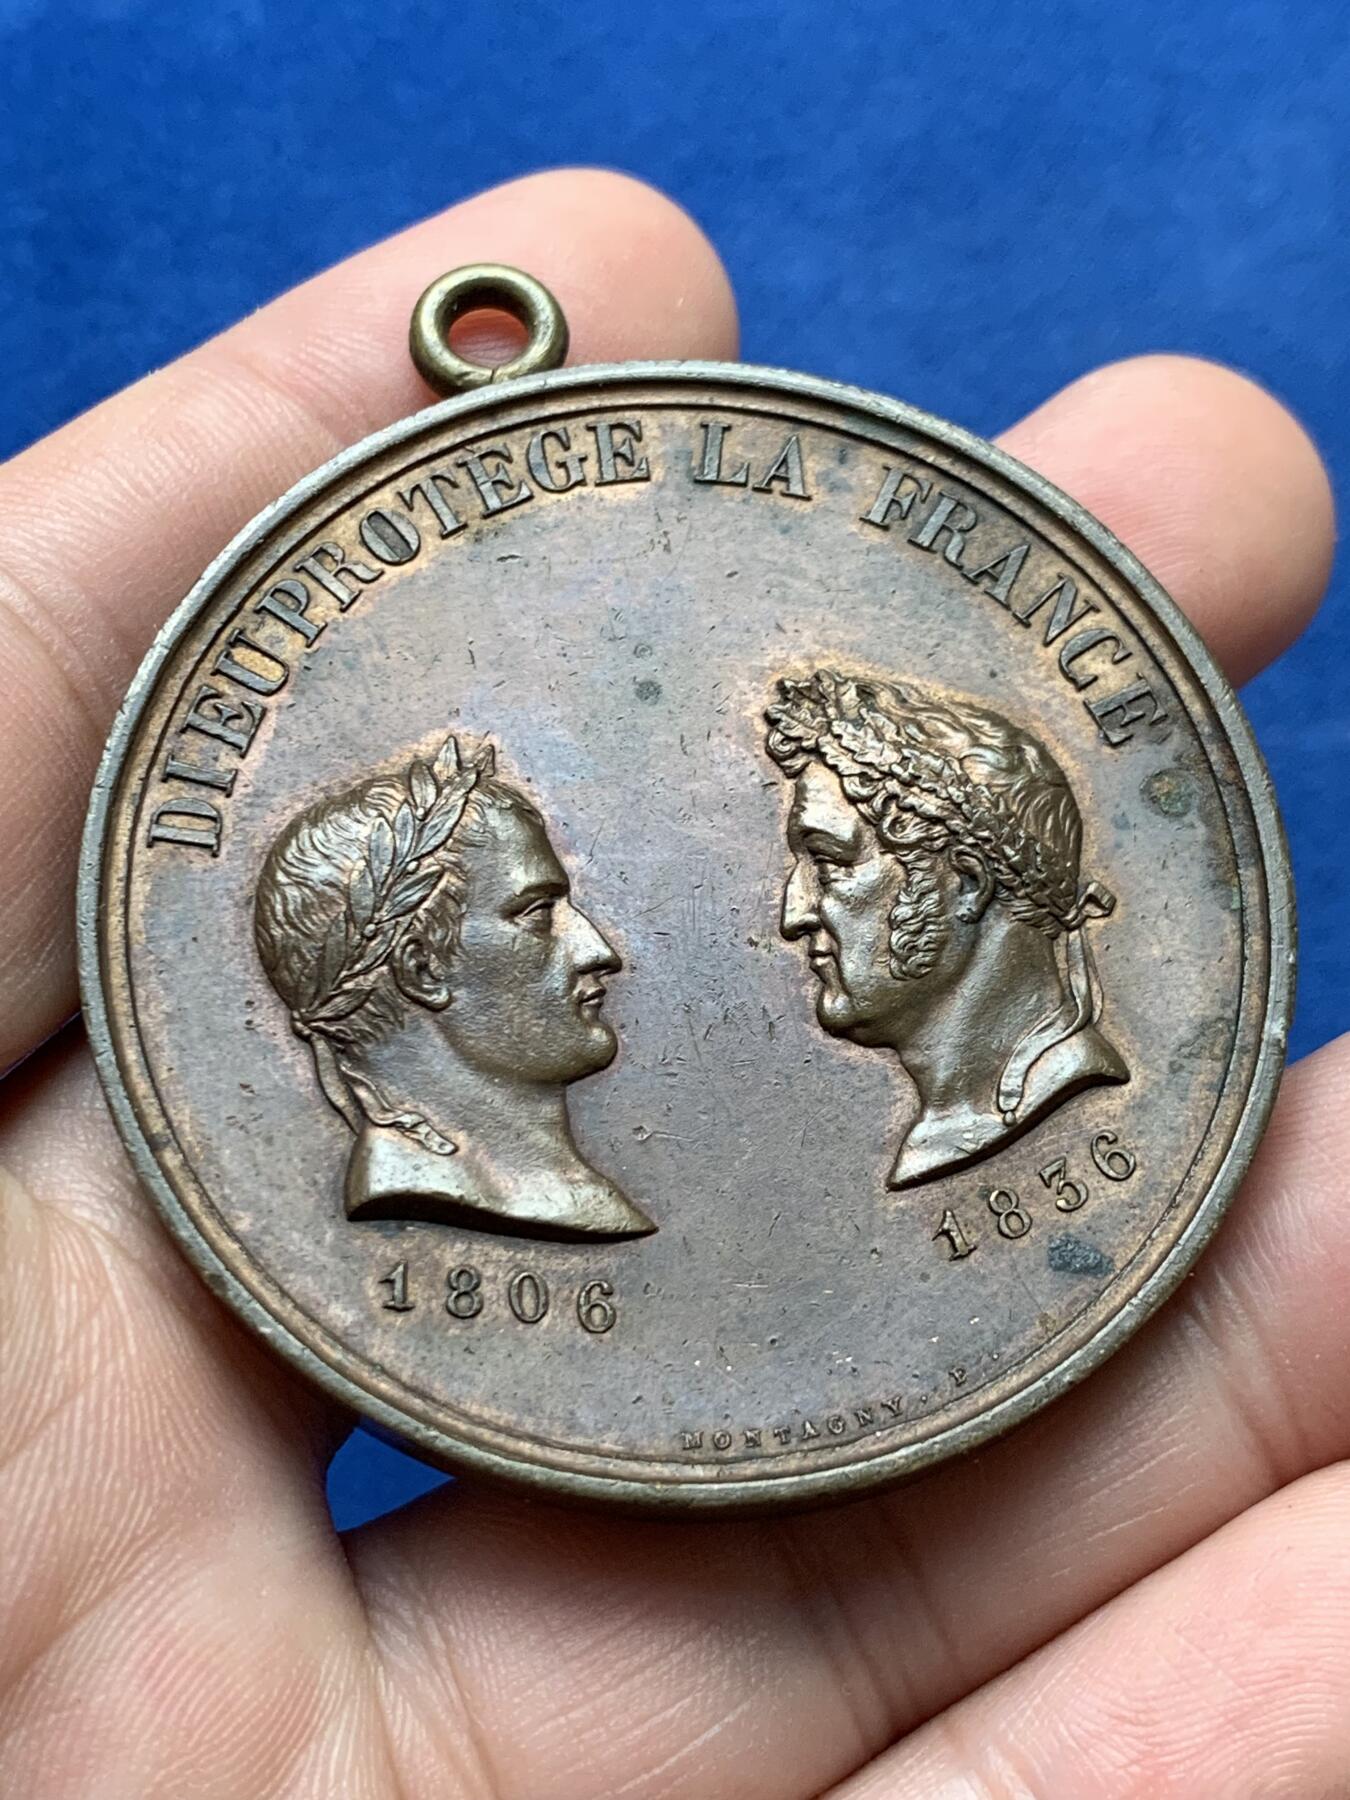 DIEU PROTÈGE LA FRANCE
1806
1836
MONTAGNY. F.